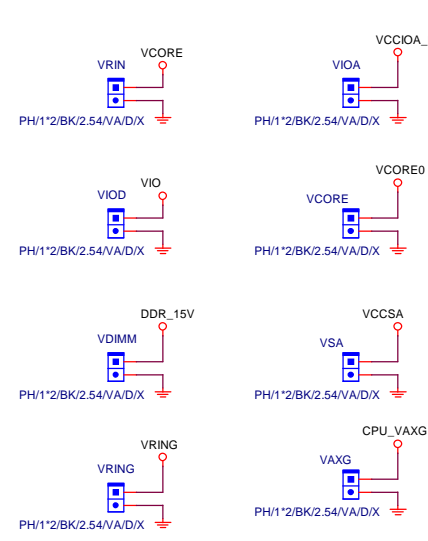 VCORE
VRIN
PH/1*2/BK/2.54/VA/D/X
VCCIOA_
VIOA
PH/1*2/BK/2.54/VA/D/X
VIO
VIOD
PH/1*2/BK/2.54/VA/D/X
VCORE0
VCORE
PH/1*2/BK/2.54/VA/D/X
DDR_15V
VDIMM
PH/1*2/BK/2.54/VA/D/X
VCCSA
VSA
PH/1*2/BK/2.54/VA/D/X
VRING
VRING
PH/1*2/BK/2.54/VA/D/X
CPU_VAXG
VAXG
PH/1*2/BK/2.54/VA/D/X